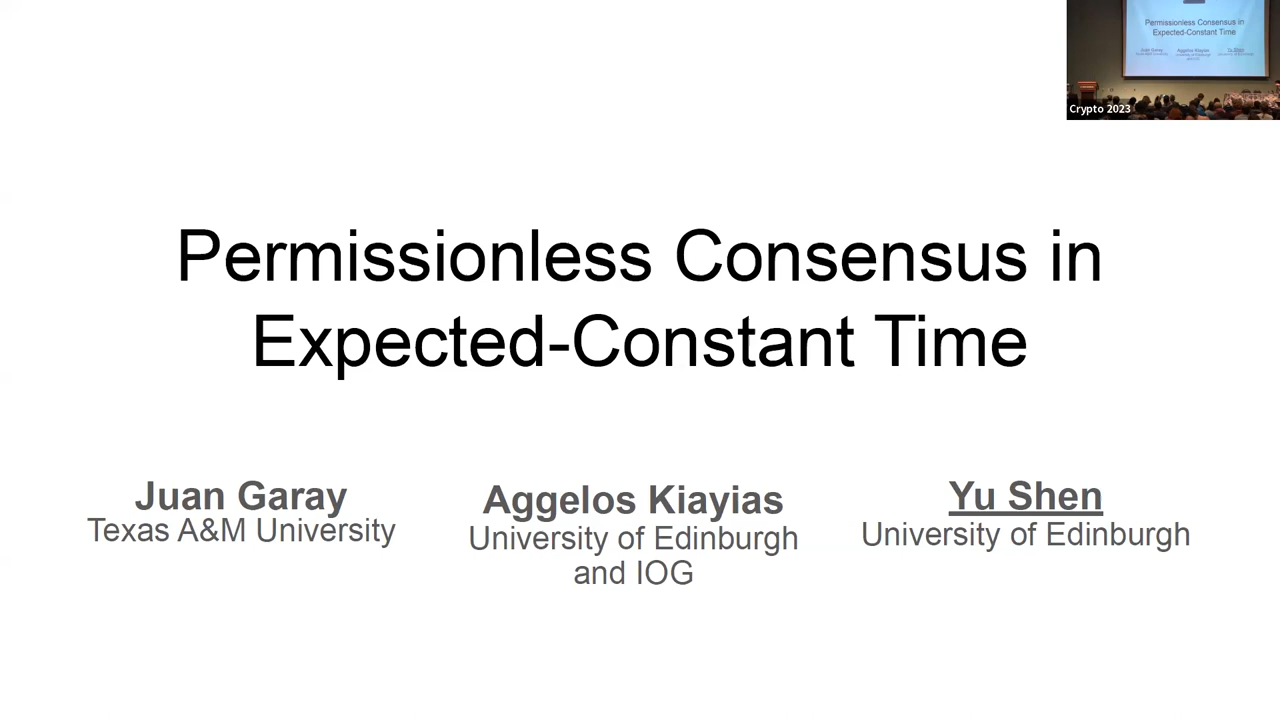 Permissionless Consensus in
Expected-Constant Time
Crypto 2023
Permissionless Consensus in
Expected-Constant Time
Juan Garay
Texas A&M University
Aggelos Kiayias
University of Edinburgh
and IOG
Yu Shen
University of Edinburgh